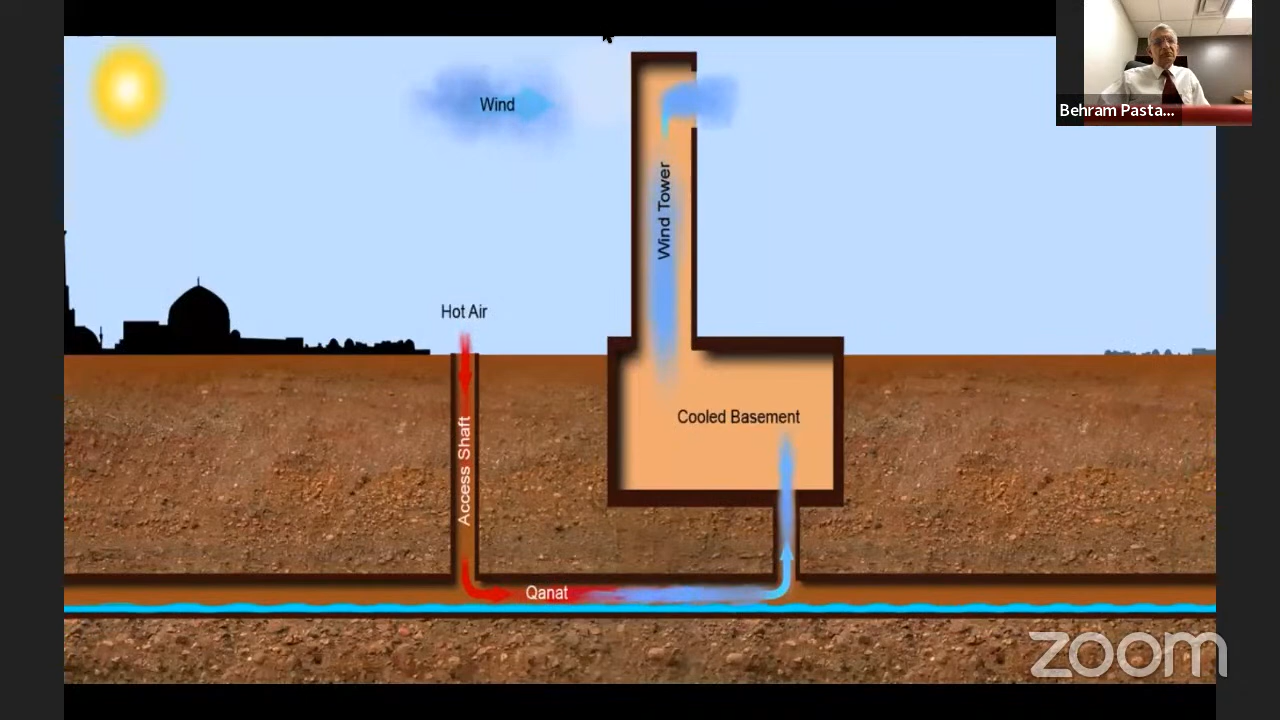 Behram Pasta...
Wind
Wind Tower
Hot Air
Cooled Basement
Access Shaft
Qanat
zoom